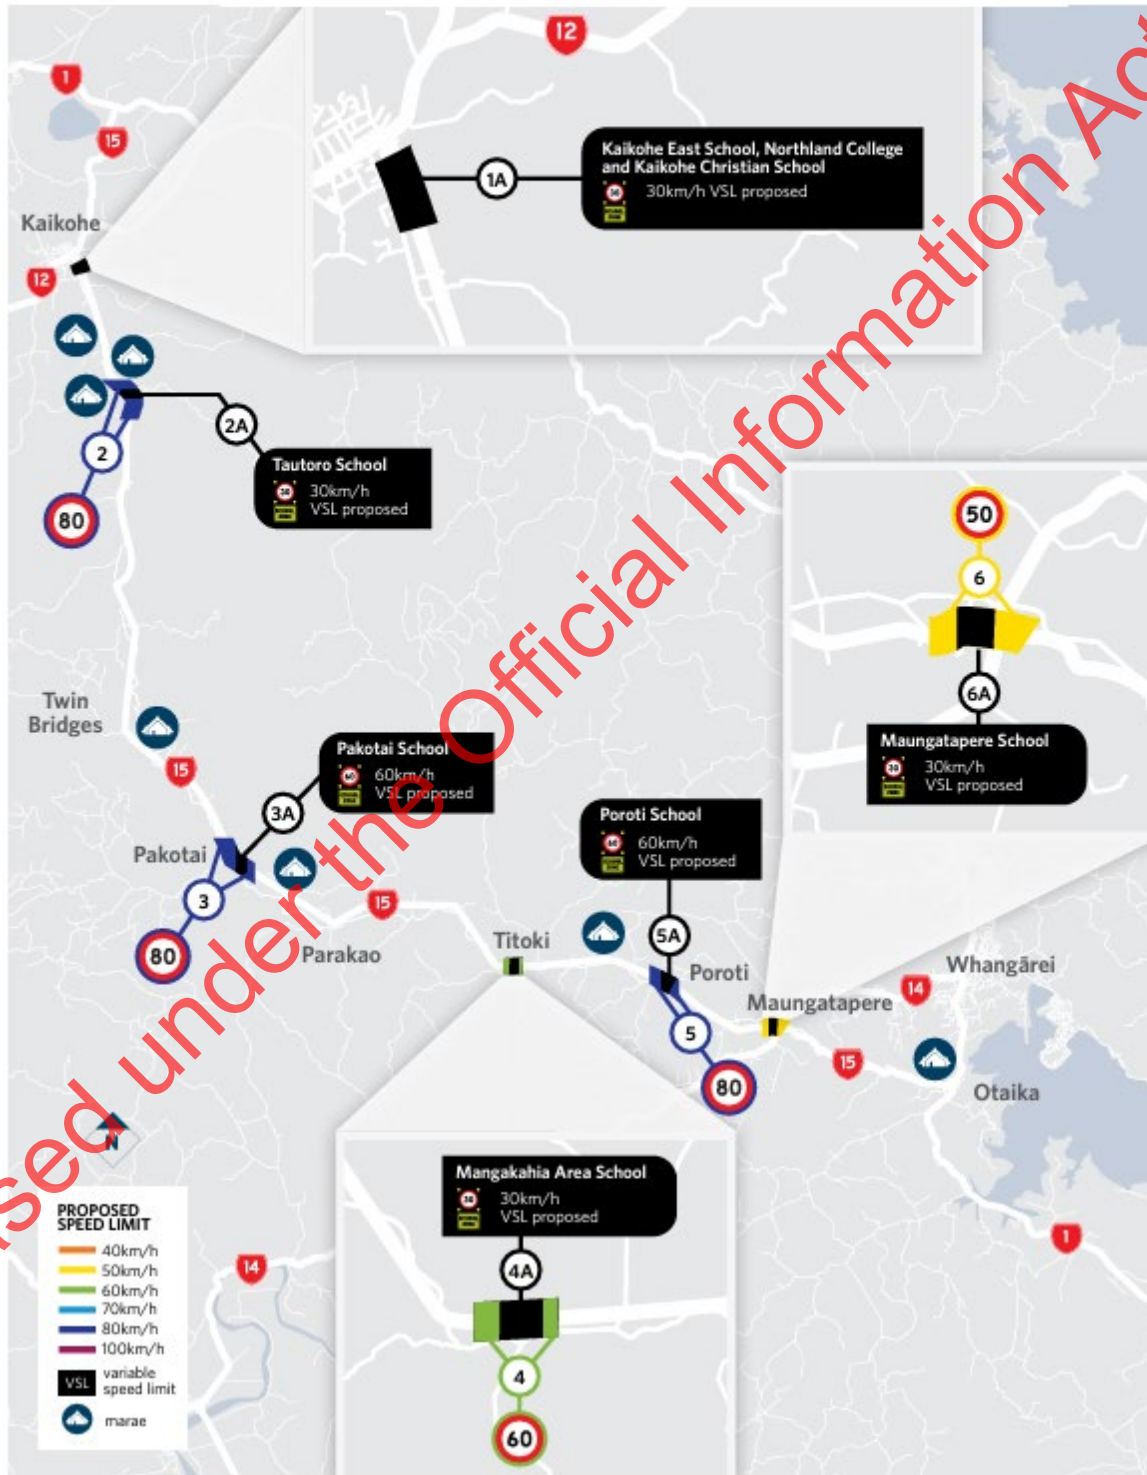 12
1
15
Kaikohe East School, Northland College
and Kaikohe Christian School
30km/h VSL proposed
1A
Kaikohe
12
2A
2
Tautoro School
30km/h
VSL proposed
80
50
6
6A
Maungatapere School
30km/h
VSL proposed
Twin
Bridges
15
Pakotai School
60km/h
VSL proposed
3A
Pakotai
3
80
Parakao
15
Poroti School
60km/h
VSL proposed
5A
Titoki
Poroti
5
80
Maungatapere
14
Whangārei
15
Otaika
N
Mangakahia Area School
30km/h
VSL proposed
4A
4
60
1
14
PROPOSED
SPEED LIMIT
40km/h
50km/h
60km/h
70km/h
80km/h
100km/h
VSL
variable
speed limit
marae
sed under the Official Information Act